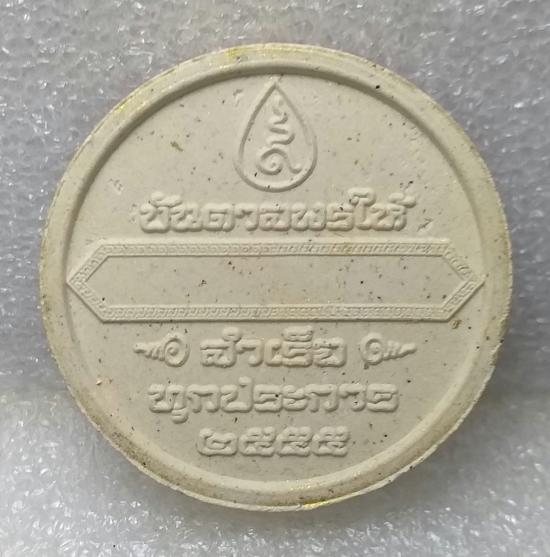 บันดาลพรให้
สำเร็จ
ทุกประการ
๒๕๕๕